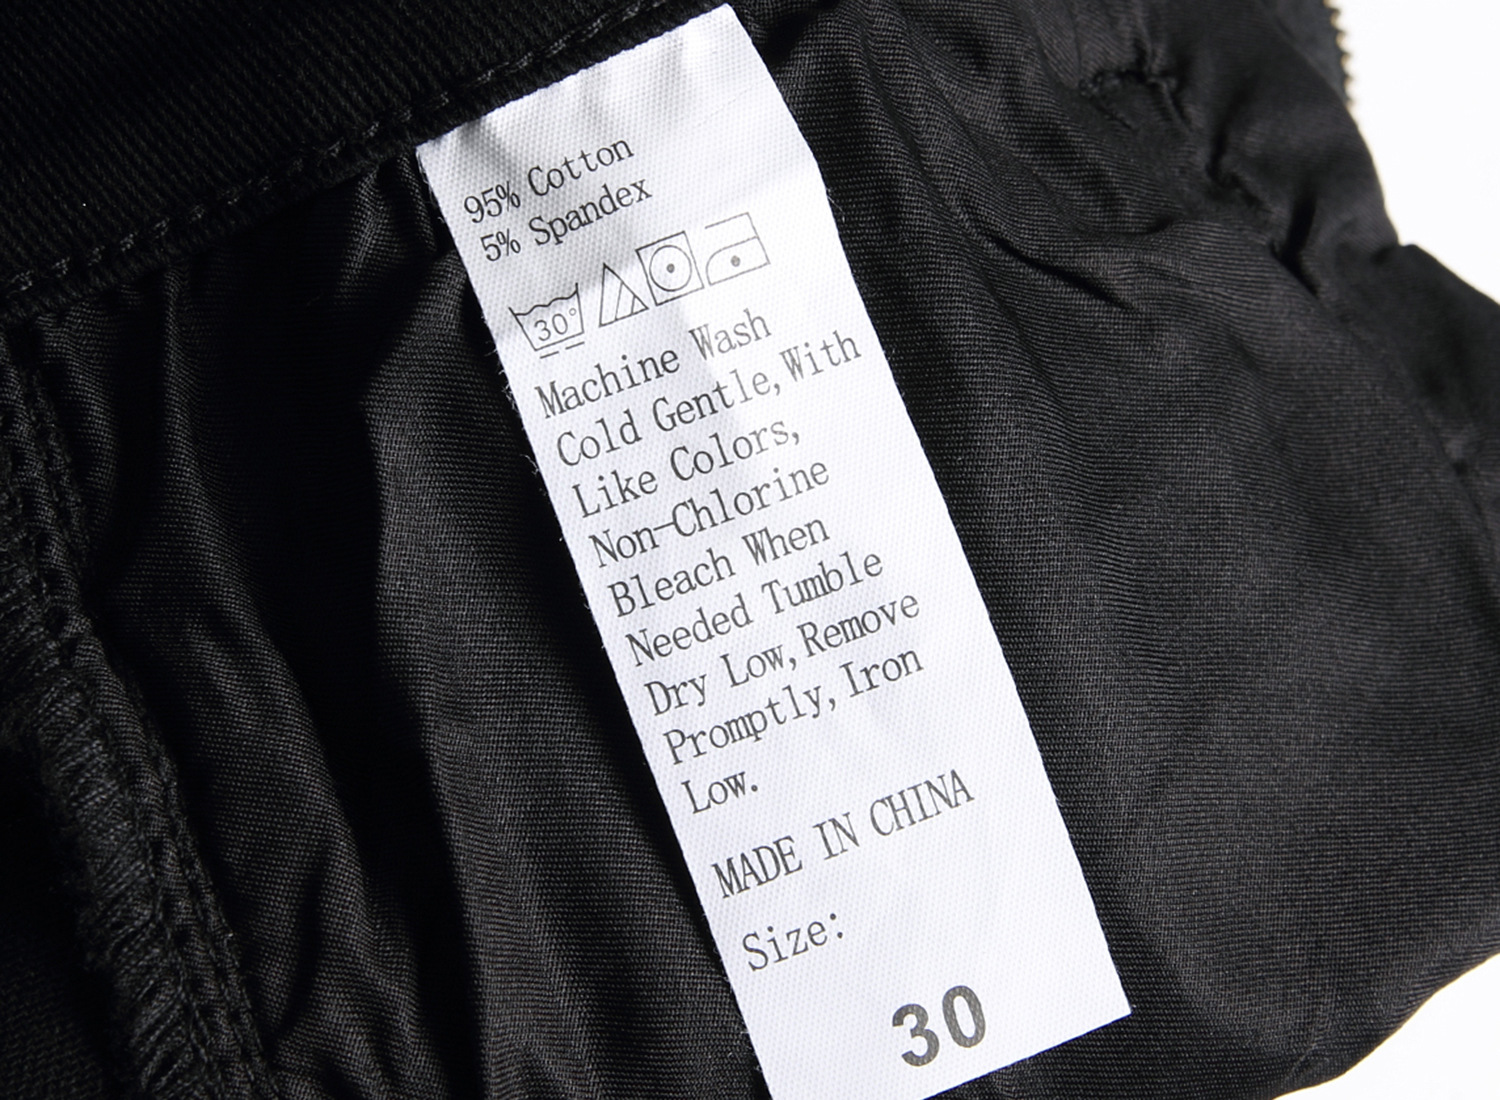 95% Cotton
5% Spandex
30°
Machine Wash
Cold Gentle, With
Like Colors,
Non-Chlorine
Bleach When
Needed Tumble
Dry Low, Remove
Promptly, Iron
Low.
MADE IN CHINA
Size:
30